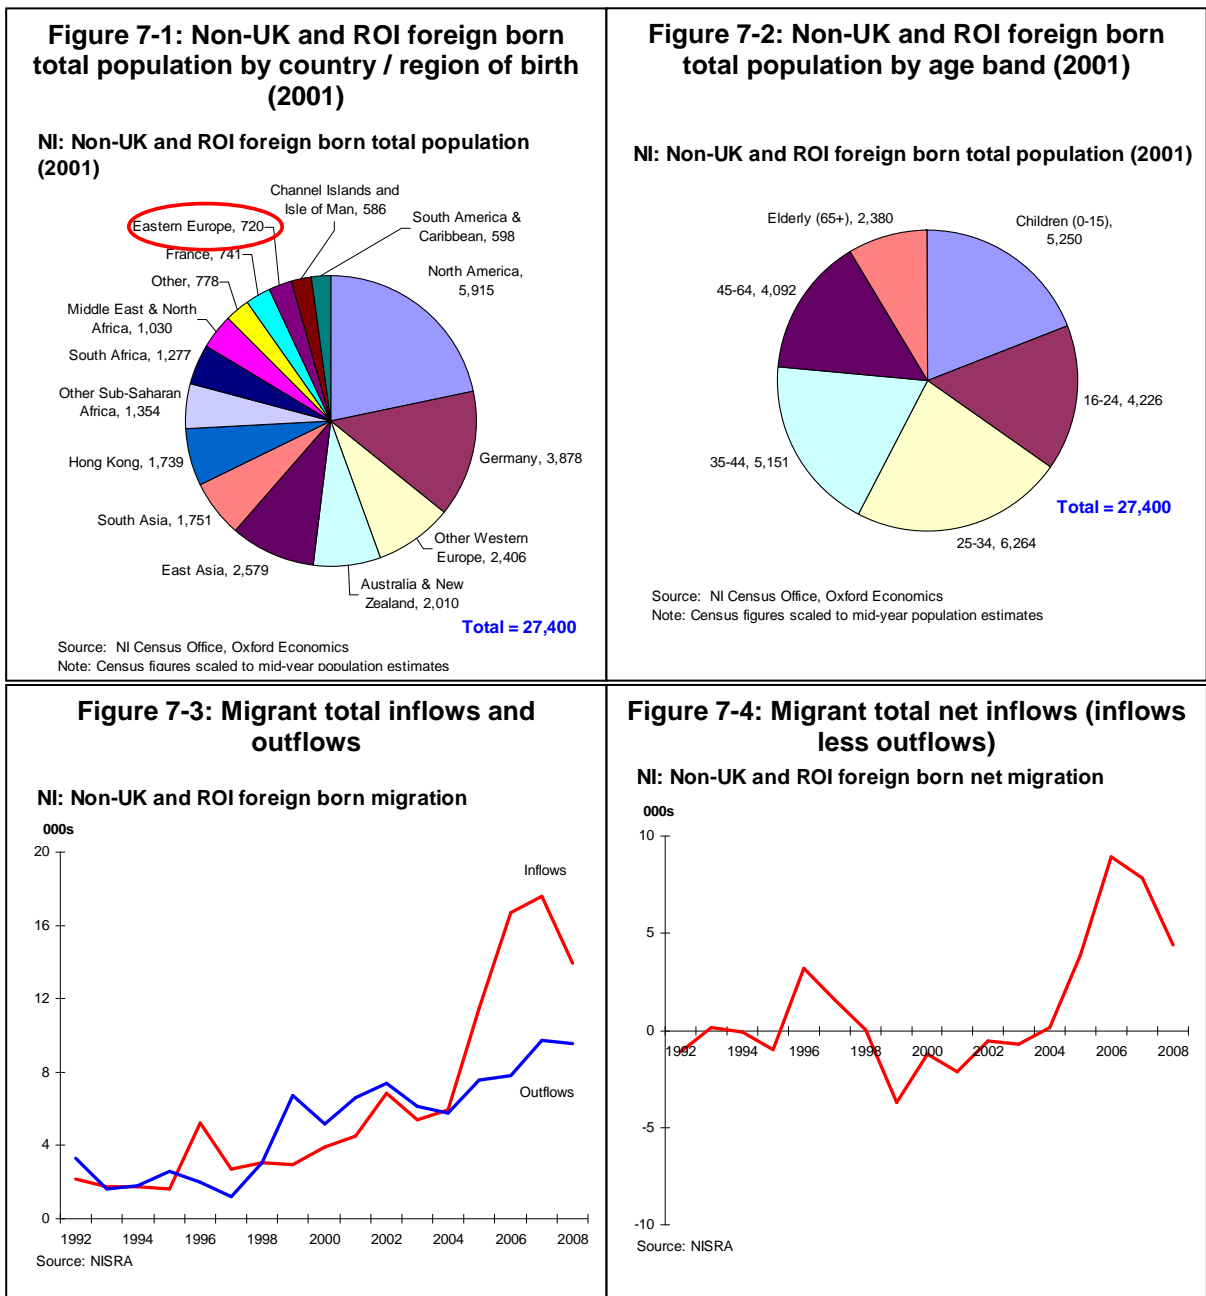 Figure 7-1: Non-UK and ROI foreign born
total population by country / region of birth
(2001)
NI: Non-UK and ROI foreign born total population
(2001)
Channel Islands and
Isle of Man, 586
South America &
Caribbean, 598
Eastern Europe, 720
France, 741
North America,
5,915
Other, 778
Middle East & North
Africa, 1,030
South Africa, 1,277
Other Sub-Saharan
Africa, 1,354
Hong Kong, 1,739
Germany, 3,878
South Asia, 1,751
Other Western
Europe, 2,406
East Asia, 2,579
Australia & New
Zealand, 2,010
Total = 27,400
Source: NI Census Office, Oxford Economics
Note: Census figures scaled to mid-year population estimates
Figure 7-2: Non-UK and ROI foreign born
total population by age band (2001)
NI: Non-UK and ROI foreign born total population (2001)
Elderly (65+), 2,380
Children (0-15),
5,250
45-64, 4,092
16-24, 4,226
35-44, 5,151
Total = 27,400
25-34, 6,264
Source: NI Census Office, Oxford Economics
Note: Census figures scaled to mid-year population estimates
Figure 7-3: Migrant total inflows and
outflows
NI: Non-UK and ROI foreign born migration
000s
20
Inflows
16
12
8
Outflows
4
0
1992 1994 1996 1998 2000 2002 2004 2006 2008
Source: NISRA
Figure 7-4: Migrant total net inflows (inflows
less outflows)
NI: Non-UK and ROI foreign born net migration
000s
10
5
0
1992 1994 1996 1998 2000 2002 2004 2006 2008
-5
-10
Source: NISRA